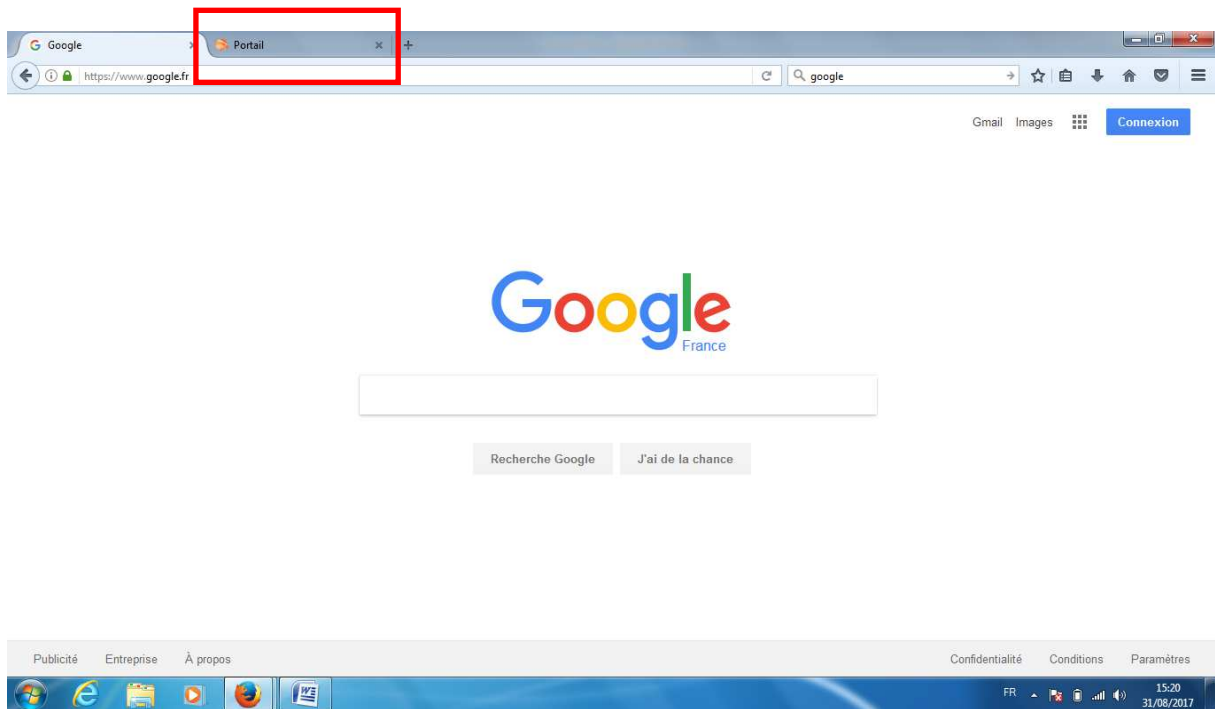 Google
Portail
https://www.google.fr
google
Gmail Images
Connexion
Google
France
Recherche Google
J'ai de la chance
Publicité Entreprise À propos
Confidentialité Conditions Paramètres
FR
15:20
31/08/2017